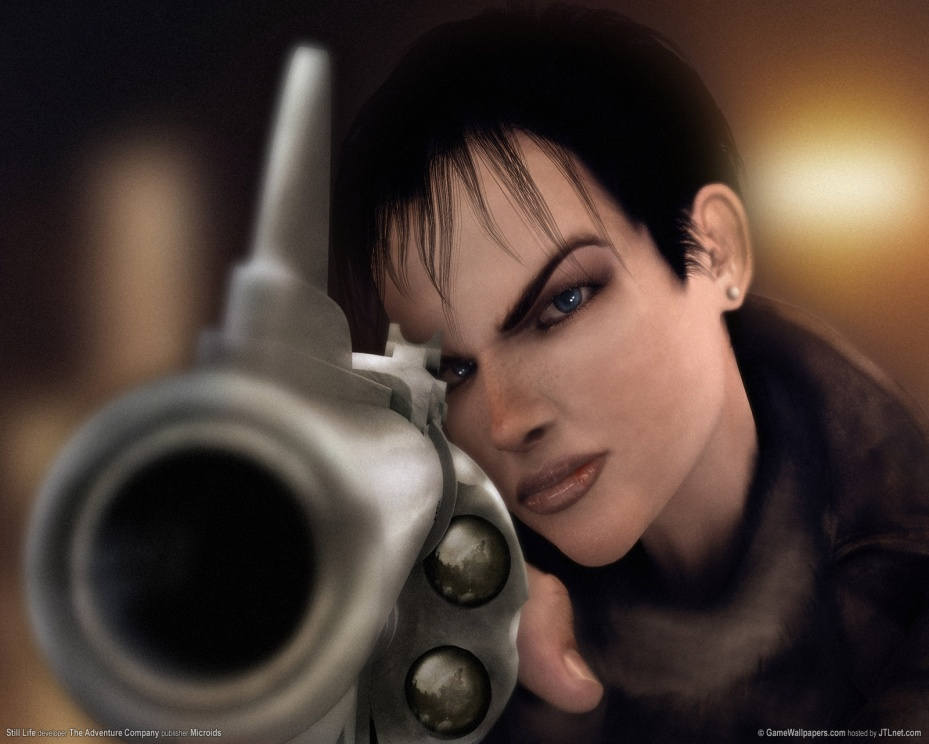 Still Life developer The Adventure Company publisher Microids
© GameWallpapers.com hosted by JTLnet.com